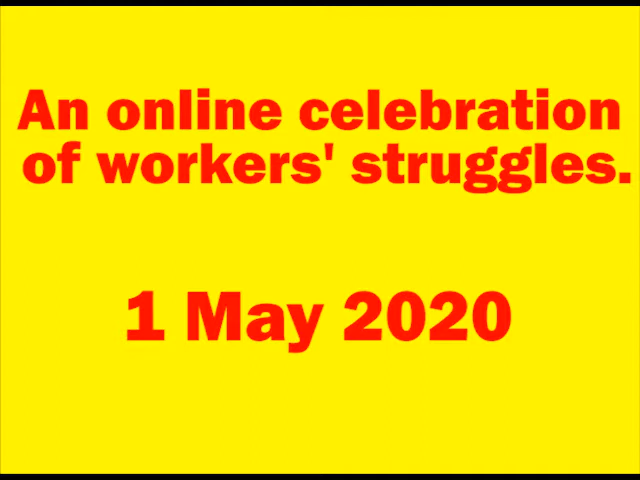 An online celebration
of workers' struggles.
1 May 2020